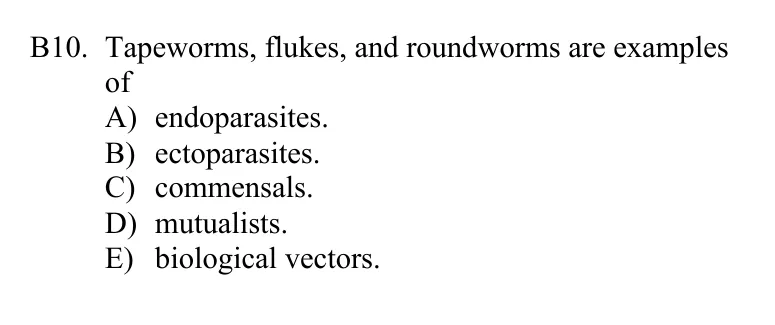 B10. Tapeworms, flukes, and roundworms are examples
of
A) endoparasites.
B) ectoparasites.
C) commensals.
D) mutualists.
E) biological vectors.